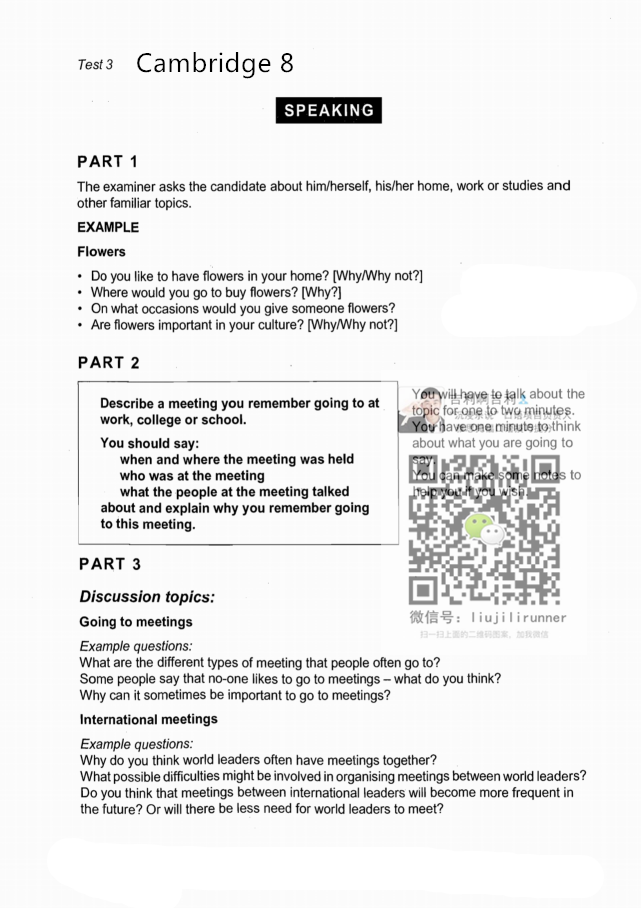 Test 3 Cambridge 8
SPEAKING
PART 1
The examiner asks the candidate about him/herself, his/her home, work or studies and
other familiar topics.
EXAMPLE
Flowers
• Do you like to have flowers in your home? [Why/Why not?]
• Where would you go to buy flowers? [Why?]
• On what occasions would you give someone flowers?
• Are flowers important in your culture? [Why/Why not?]
PART 2
Describe a meeting you remember going to at
work, college or school.
You should say:
when and where the meeting was held
who was at the meeting
what the people at the meeting talked
about and explain why you remember going
to this meeting.
You will have to talk about the
topic for one to two minutes.
You have one minute to think
about what you are going to
say.
You can make some notes to
help you if you wish.
微信号: liujilirunner
扫一扫上面的二维码图案，加我微信
PART 3
Discussion topics:
Going to meetings
Example questions:
What are the different types of meeting that people often go to?
Some people say that no-one likes to go to meetings – what do you think?
Why can it sometimes be important to go to meetings?
International meetings
Example questions:
Why do you think world leaders often have meetings together?
What possible difficulties might be involved in organising meetings between world leaders?
Do you think that meetings between international leaders will become more frequent in
the future? Or will there be less need for world leaders to meet?